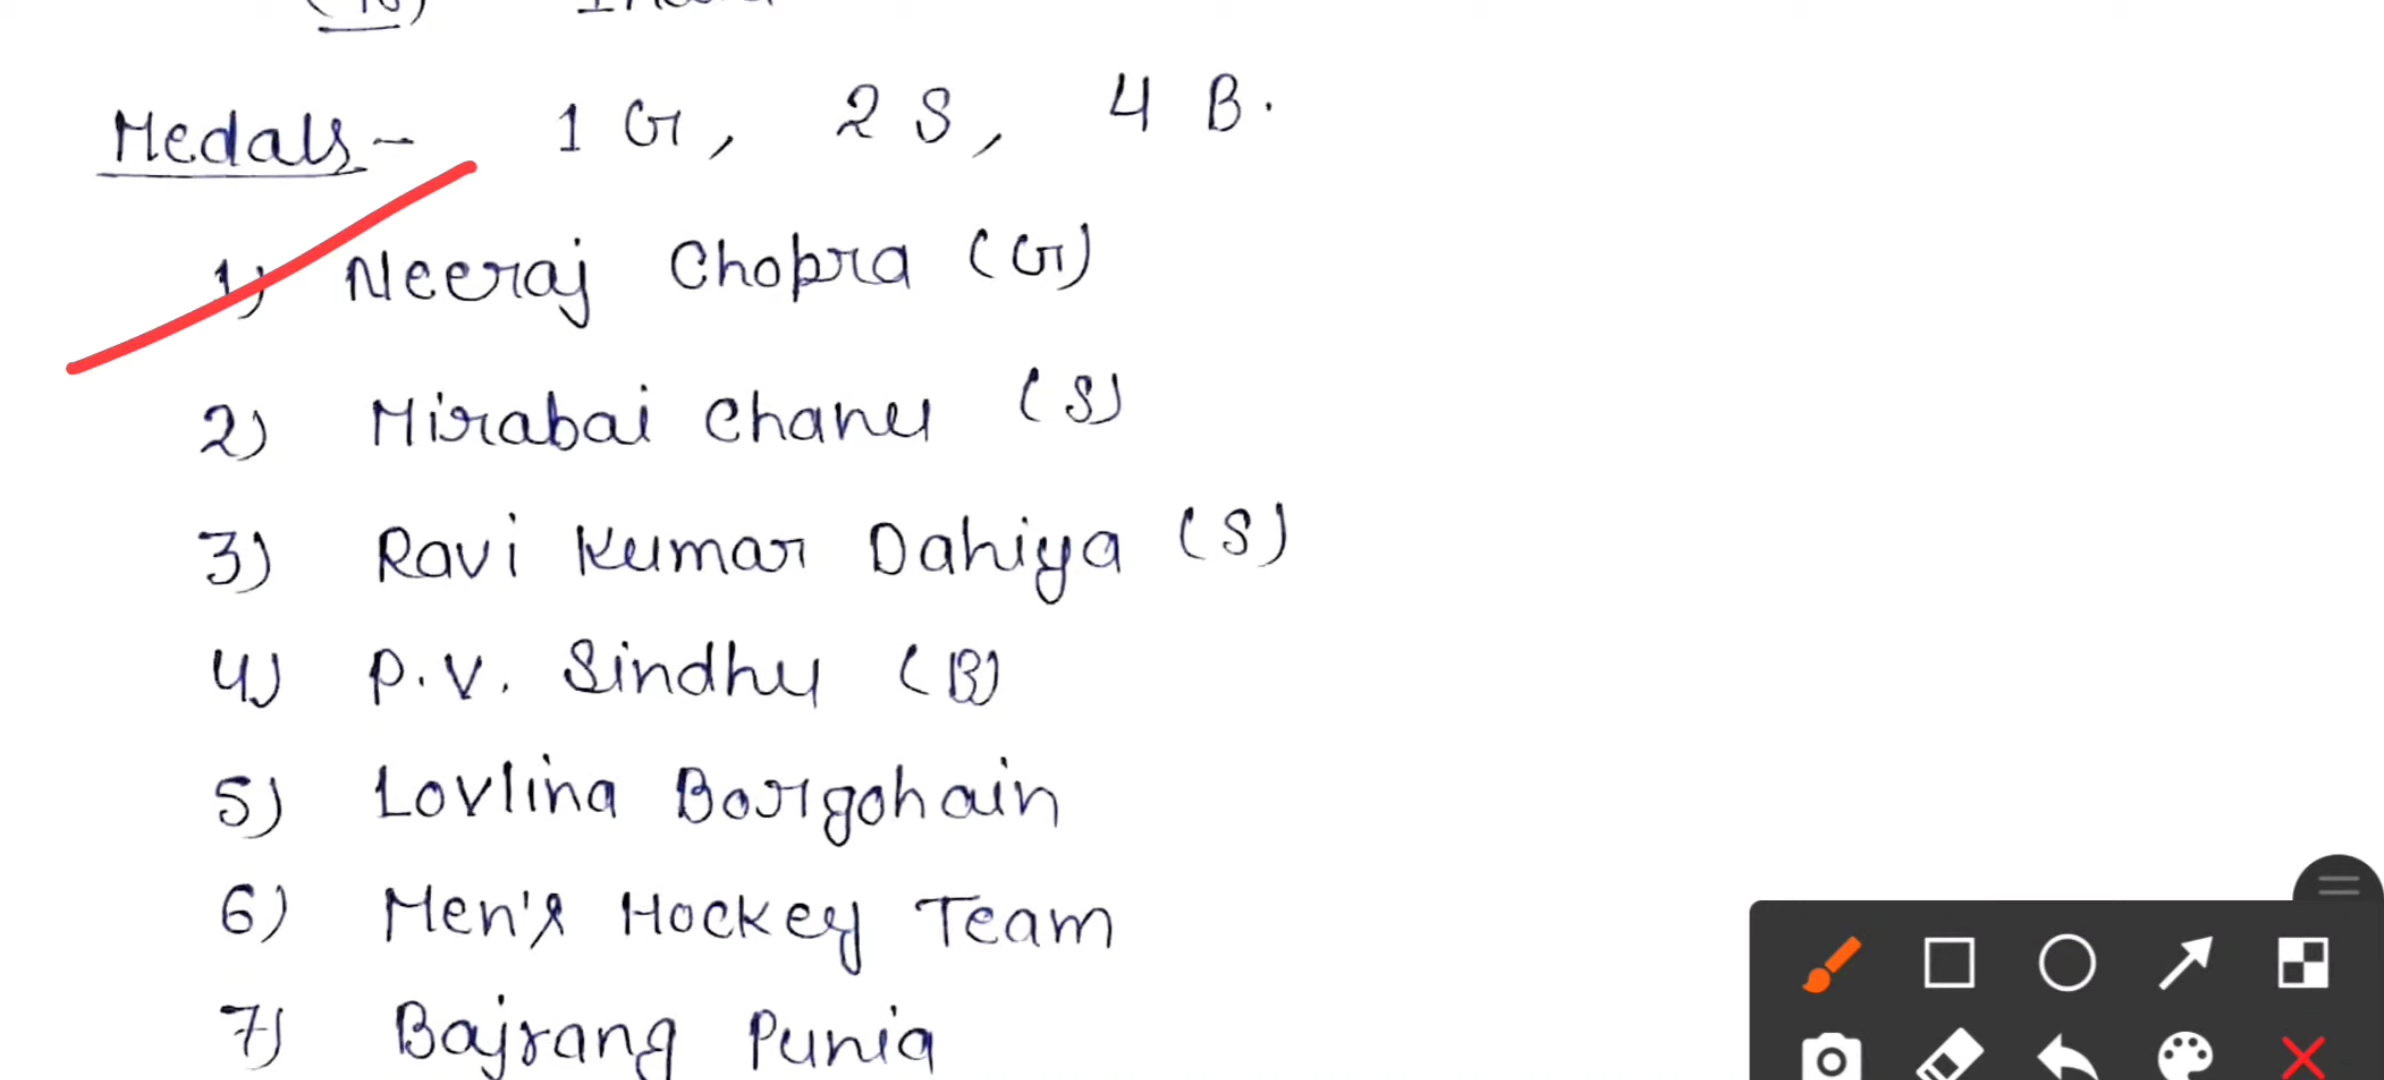 Medals - 1 G, 2 S, 4 B.
1) Neeraj Chopra (G)
2) Mirabai Chanu (S)
3) Ravi Kumar Dahiya (S)
4) P.V. Sindhu (B)
5) Lovlina Borgohain
6) Men's Hockey Team
7) Bajrang Punia